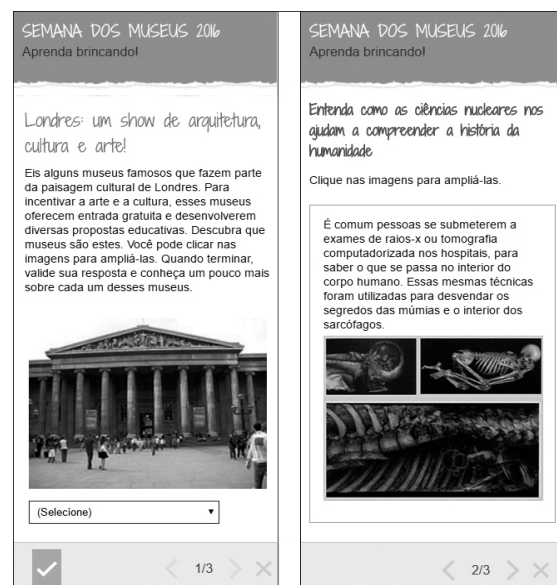 SEMANA DOS MUSEUS 2016
Aprenda brincando!
Londres: um show de arquitetura,
cultura e arte!
Eis alguns museus famosos que fazem parte
da paisagem cultural de Londres. Para
incentivar a arte e a cultura, esses museus
oferecem entrada gratuita e desenvolverem
diversas propostas educativas. Descubra que
museus são estes. Você pode clicar nas
imagens para ampliá-las. Quando terminar,
valide sua resposta e conheça um pouco mais
sobre cada um desses museus.
(Selecione)
1/3
SEMANA DOS MUSEUS 2016
Aprenda brincando!
Entenda como as ciências nucleares nos
ajudam a compreender a história da
humanidade
Clique nas imagens para ampliá-las.
É comum pessoas se submeterem a
exames de raios-x ou tomografia
computadorizada nos hospitais, para
saber o que se passa no interior do
corpo humano. Essas mesmas técnicas
foram utilizadas para desvendar os
segredos das múmias e o interior dos
sarcófagos.
2/3